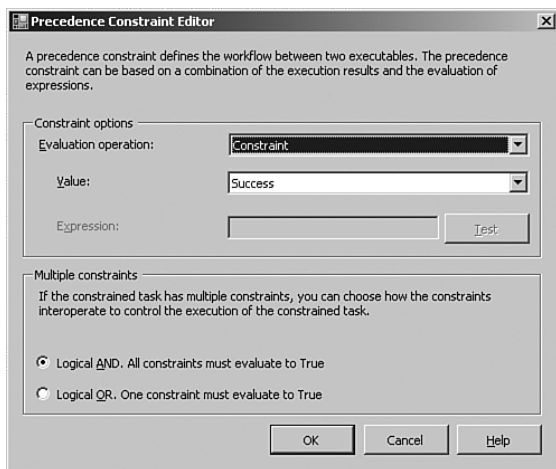 Precedence Constraint Editor
A precedence constraint defines the workflow between two executables. The precedence
constraint can be based on a combination of the execution results and the evaluation of
expressions.
Constraint options
Evaluation operation: Constraint
Value: Success
Expression: Test
Multiple constraints
If the constrained task has multiple constraints, you can choose how the constraints
interoperate to control the execution of the constrained task.
Logical AND. All constraints must evaluate to True
Logical OR. One constraint must evaluate to True
OK Cancel Help